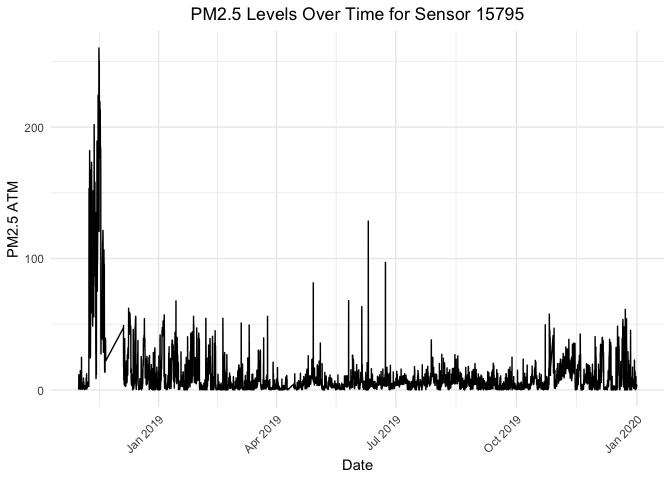 PM2.5 Levels Over Time for Sensor 15795
PM2.5 ATM
200
100
0
Jan 2019
Apr 2019
Jul 2019
Oct 2019
Jan 2020
Date